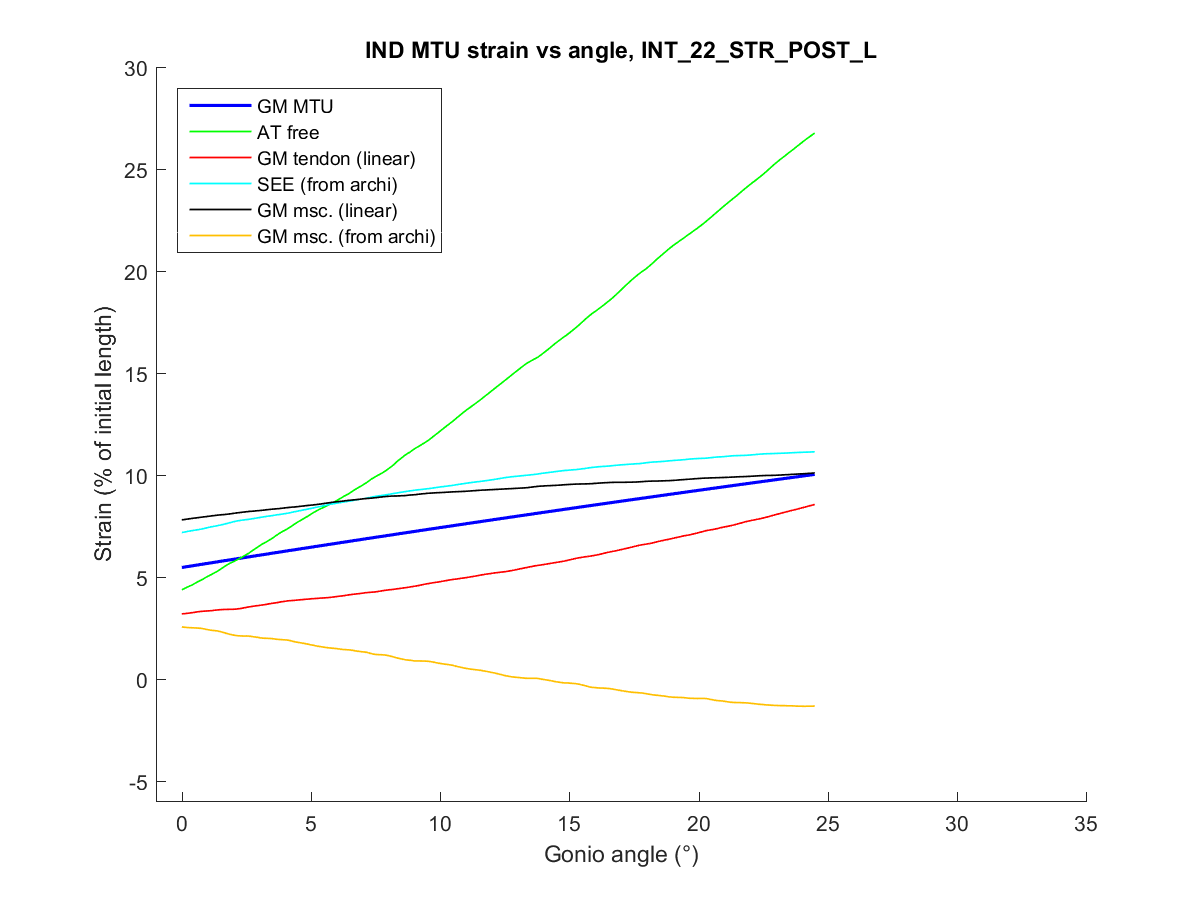 IND MTU strain vs angle, INT_22_STR_POST_L
30
25
20
15
10
5
0
-5
Strain (% of initial length)
GM MTU
AT free
GM tendon (linear)
SEE (from archi)
GM msc. (linear)
GM msc. (from archi)
0 5 10 15 20 25 30 35
Gonio angle (°)